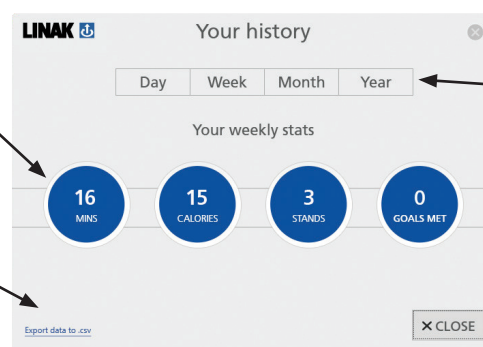 LINAK
Your history
Day Week Month Year
Your weekly stats
16 15 3 0
MINS CALORIES STANDS GOALS MET
Export data to .csv
CLOSE